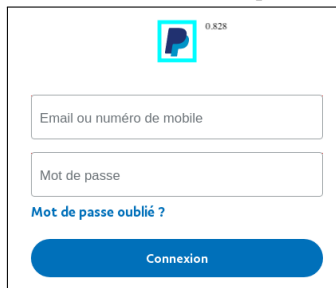 0.828
Email ou numéro de mobile
Mot de passe
Mot de passe oublié ?
Connexion